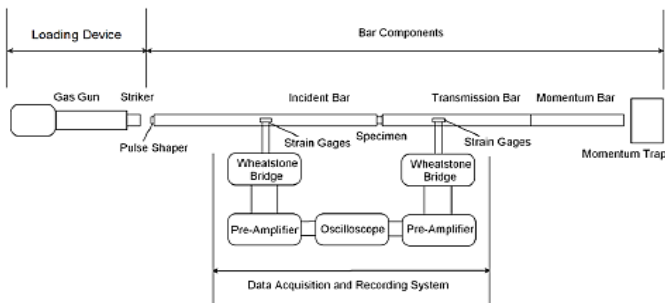 Loading Device
Bar Components
Gas Gun
Striker
Incident Bar
Transmission Bar
Momentum Bar
Pulse Shaper
Strain Gages
Specimen
Strain Gages
Momentum Trap
Wheatstone
Bridge
Wheatstone
Bridge
Pre-Amplifier
Oscilloscope
Pre-Amplifier
Data Acquisition and Recording System